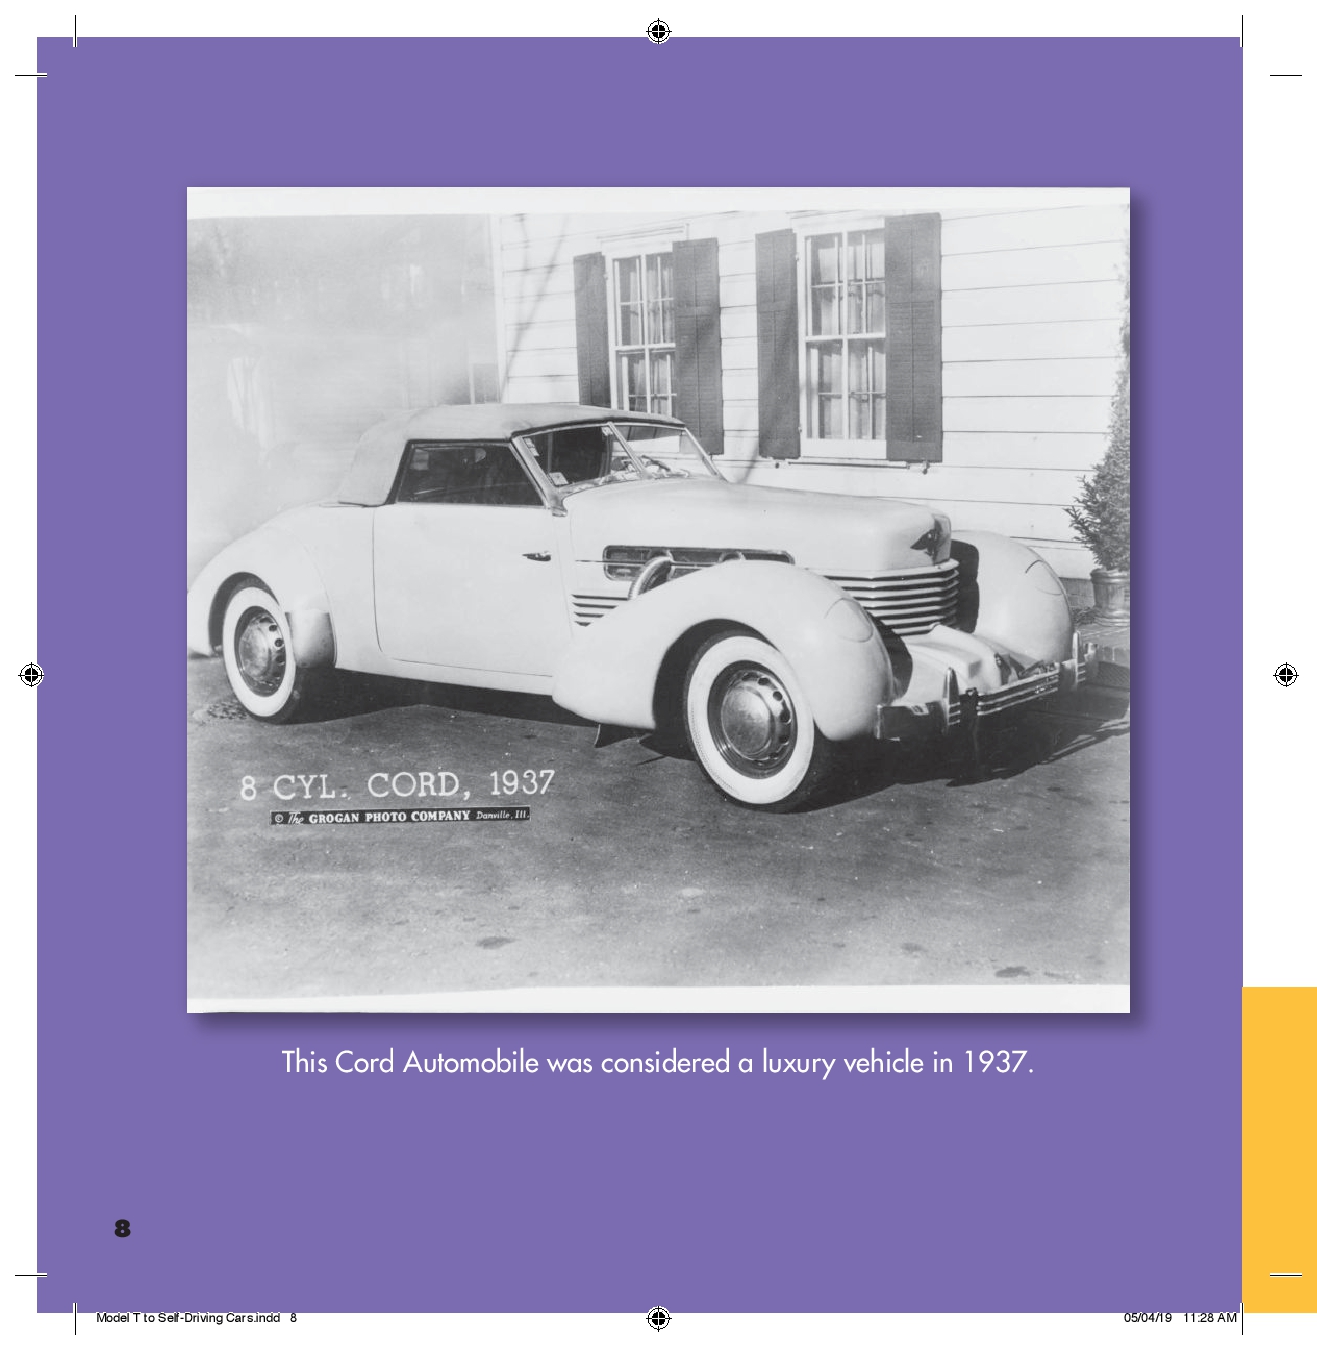 8 CYL. CORD, 1937
© The GROGAN PHOTO COMPANY Danville, Ill.
This Cord Automobile was considered a luxury vehicle in 1937.
8
Model T to Self-Driving Cars.indd 8 05/04/19 11:28 AM